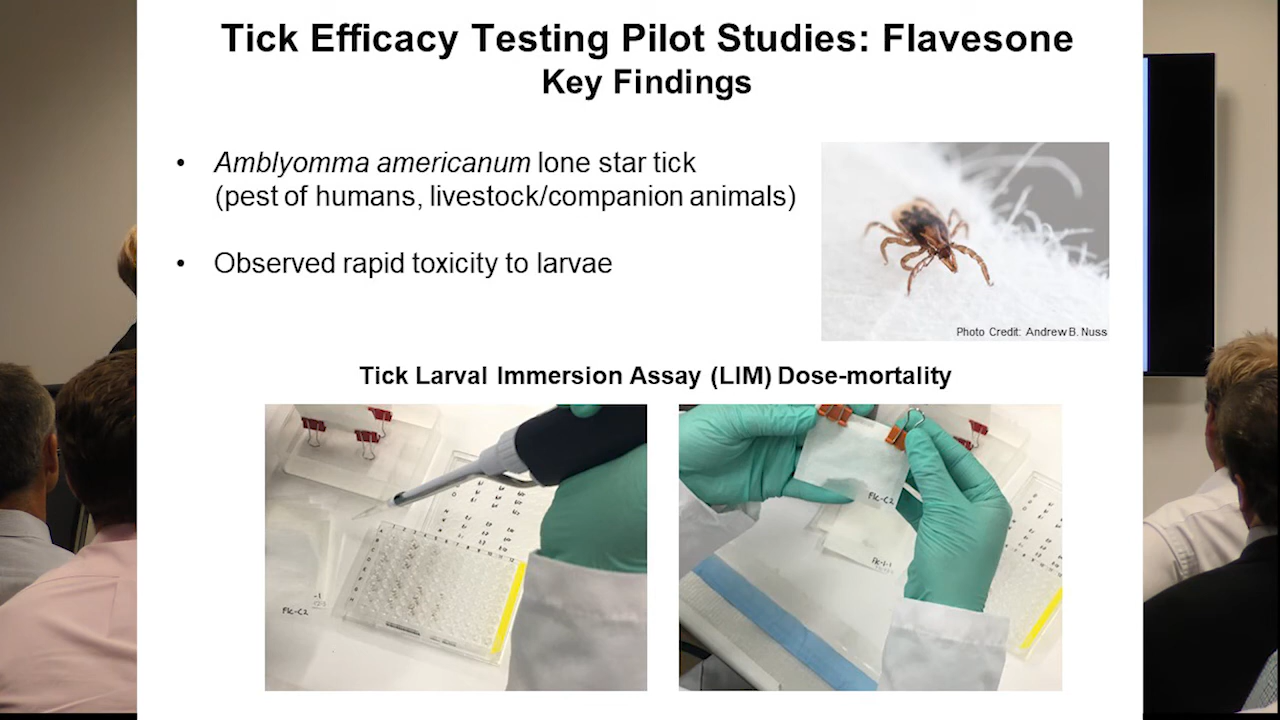 Tick Efficacy Testing Pilot Studies: Flavesone
Key Findings
• Amblyomma americanum lone star tick
(pest of humans, livestock/companion animals)
• Observed rapid toxicity to larvae
Photo Credit: Andrew B. Nuss
Tick Larval Immersion Assay (LIM) Dose-mortality